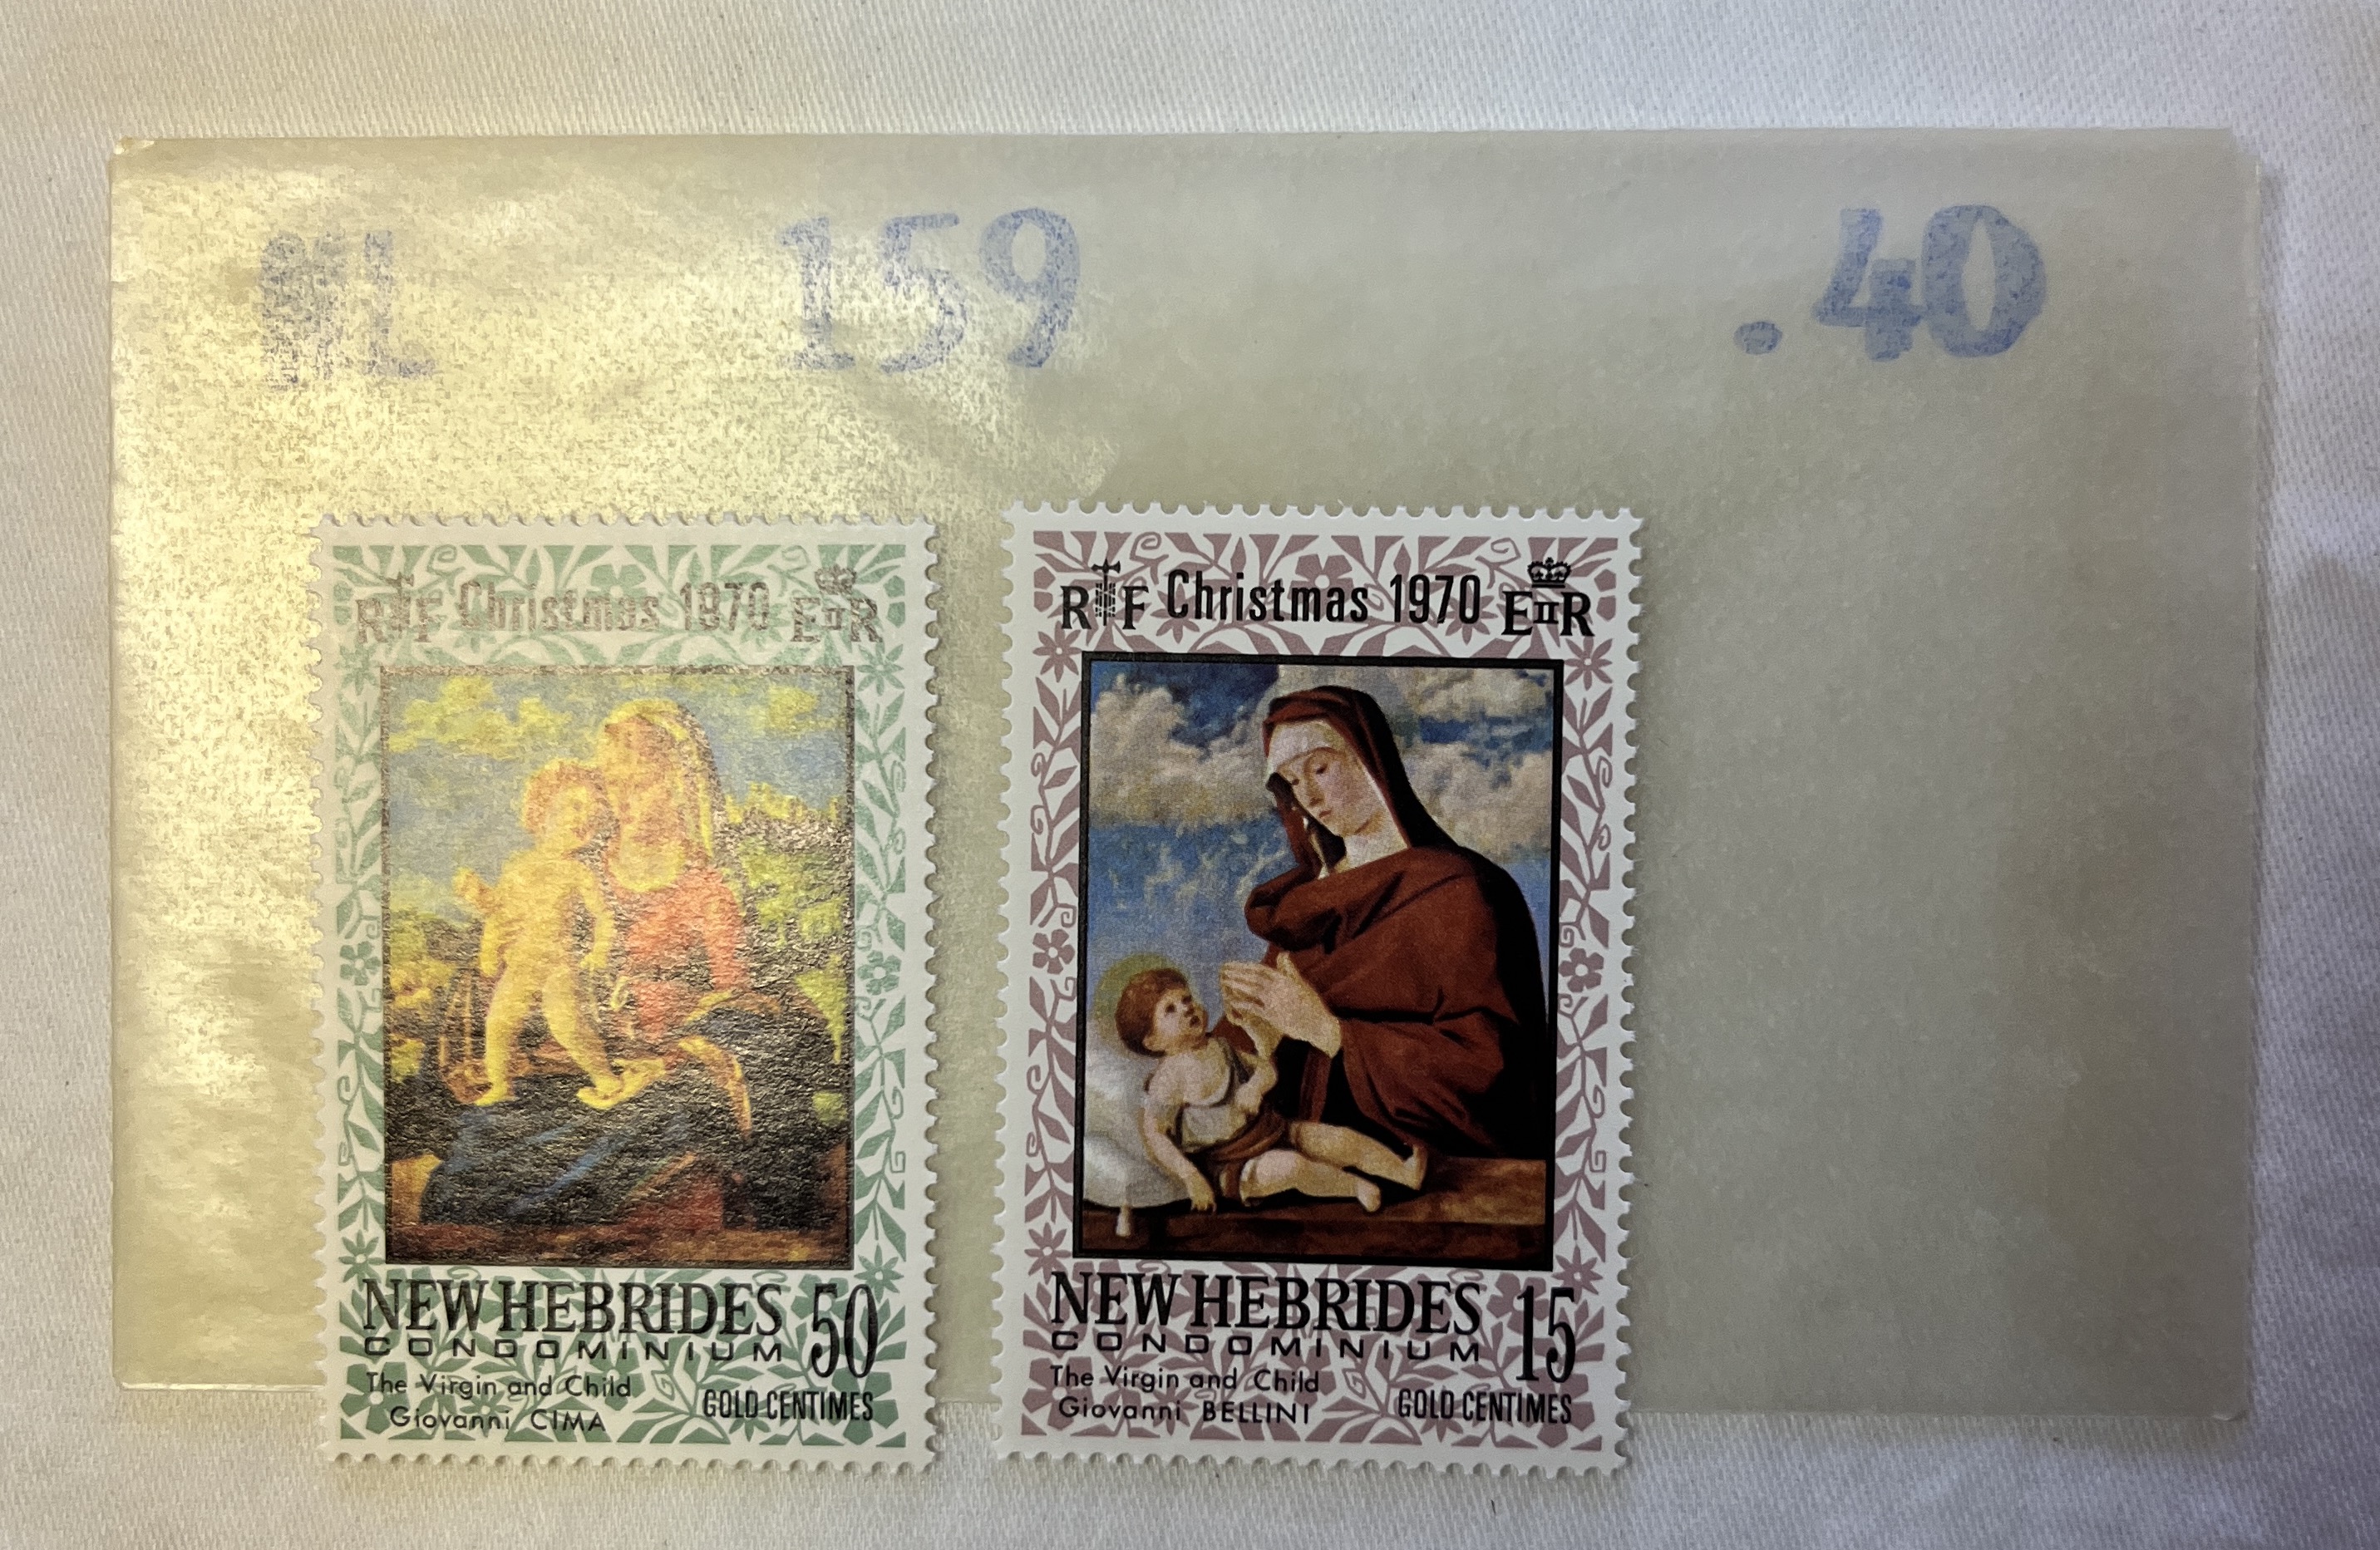 159
.40
RF Christmas 1970 EIIR
NEW HEBRIDES 50
CONDOMINIUM
The Virgin and Child
Giovanni CIMA
GOLD CENTIMES
RF Christmas 1970 EIIR
NEW HEBRIDES 15
CONDOMINIUM
The Virgin and Child
Giovanni BELLINI
GOLD CENTIMES